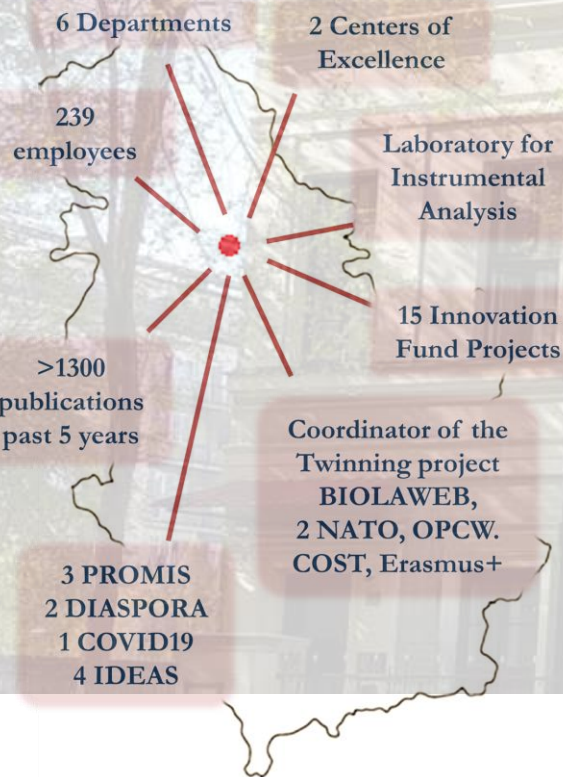 6 Departments
2 Centers of
Excellence
239
employees
Laboratory for
Instrumental
Analysis
15 Innovation
Fund Projects
>1300
publications
past 5 years
Coordinator of the
Twinning project
BIOLAWEB,
2 NATO, OPCW.
COST, Erasmus+
3 PROMIS
2 DIASPORA
1 COVID19
4 IDEAS